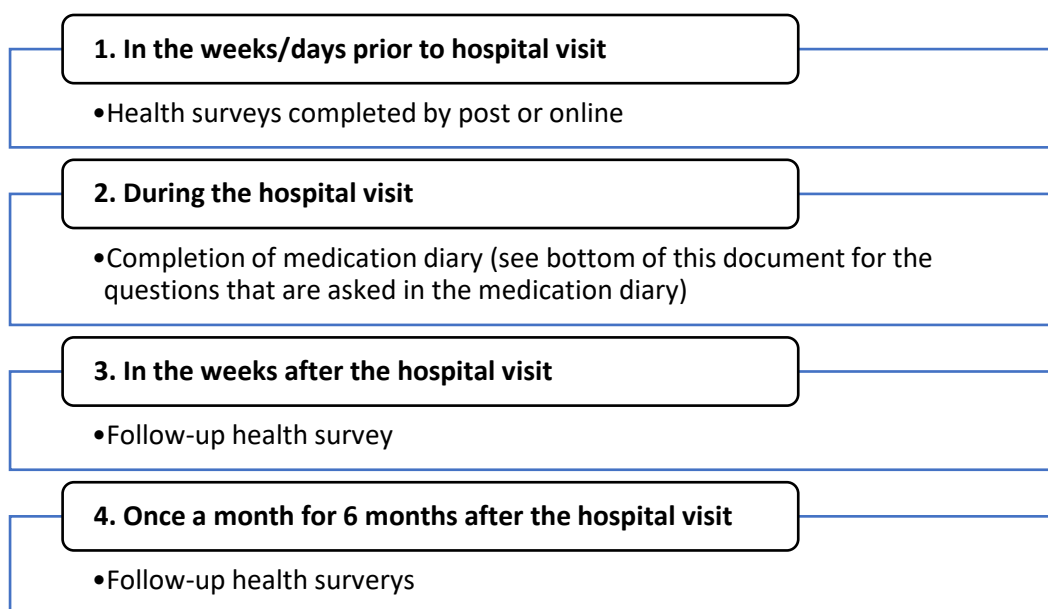 1. In the weeks/days prior to hospital visit
•Health surveys completed by post or online
2. During the hospital visit
•Completion of medication diary (see bottom of this document for the
questions that are asked in the medication diary)
3. In the weeks after the hospital visit
•Follow-up health survey
4. Once a month for 6 months after the hospital visit
•Follow-up health surverys